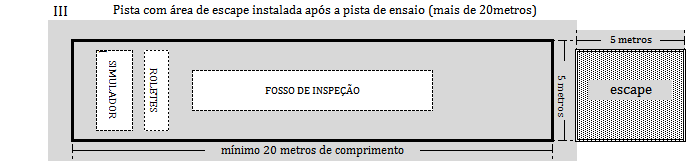 III Pista com área de escape instalada após a pista de ensaio (mais de 20metros)
5 metros
SIMULADOR
ROLETES
FOSSO DE INSPEÇÃO
5 metros
escape
mínimo 20 metros de comprimento